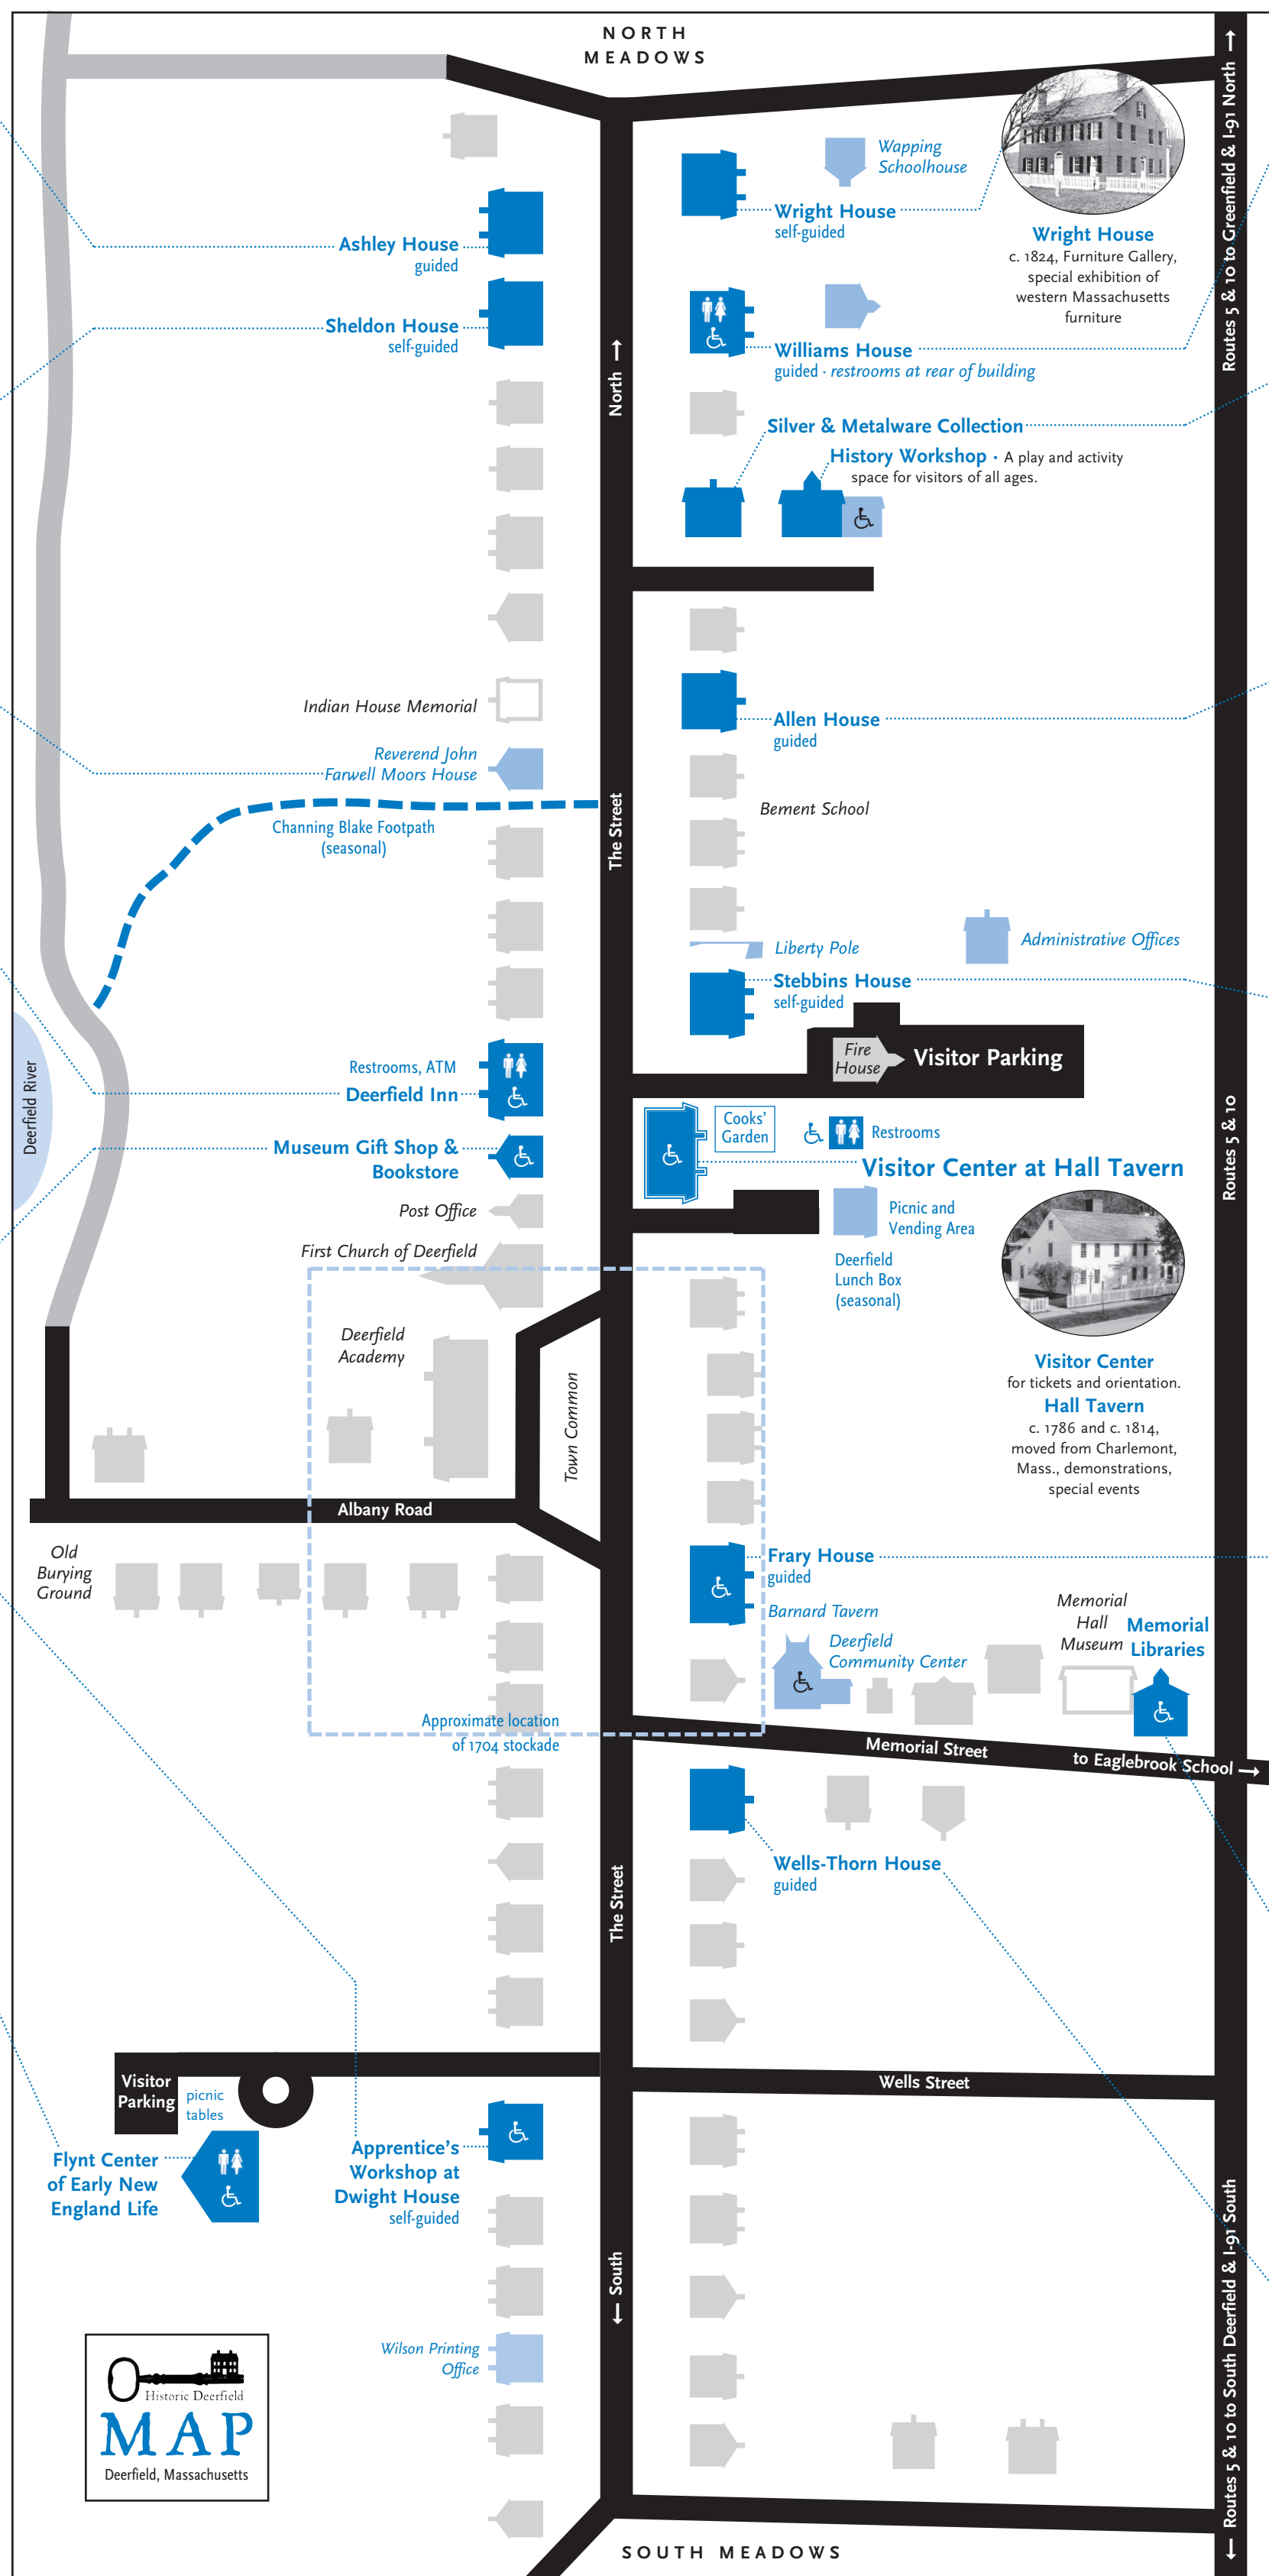 NORTH
MEADOWS
Routes 5 & 10 to Greenfield & I-91 North →
Wapping
Schoolhouse
Wright House
self-guided
Wright House
c. 1824, Furniture Gallery,
special exhibition of
western Massachusetts
furniture
Ashley House
guided
Sheldon House
self-guided
North →
Williams House
guided · restrooms at rear of building
Silver & Metalware Collection
History Workshop · A play and activity
space for visitors of all ages.
Indian House Memorial
Allen House
guided
Reverend John
Farwell Moors House
Channing Blake Footpath
(seasonal)
The Street
Bement School
Liberty Pole
Administrative Offices
Stebbins House
self-guided
Fire
House
Visitor Parking
Deerfield River
Restrooms, ATM
Deerfield Inn
Museum Gift Shop &
Bookstore
Post Office
First Church of Deerfield
Cooks'
Garden
Restrooms
Visitor Center at Hall Tavern
Routes 5 & 10
Picnic and
Vending Area
Deerfield
Lunch Box
(seasonal)
Visitor Center
for tickets and orientation.
Hall Tavern
c. 1786 and c. 1814,
moved from Charlemont,
Mass., demonstrations,
special events
Deerfield
Academy
Town Common
Albany Road
Old
Burying
Ground
Frary House
guided
Barnard Tavern
Deerfield
Community Center
Memorial
Hall
Museum
Memorial
Libraries
Approximate location
of 1704 stockade
Memorial Street
to Eaglebrook School →
Wells-Thorn House
guided
The Street
Visitor
Parking
picnic
tables
Wells Street
Flynt Center
of Early New
England Life
Apprentice's
Workshop at
Dwight House
self-guided
← South
Wilson Printing
Office
← Routes 5 & 10 to South Deerfield & I-91 South
Historic Deerfield
MAP
Deerfield, Massachusetts
SOUTH MEADOWS